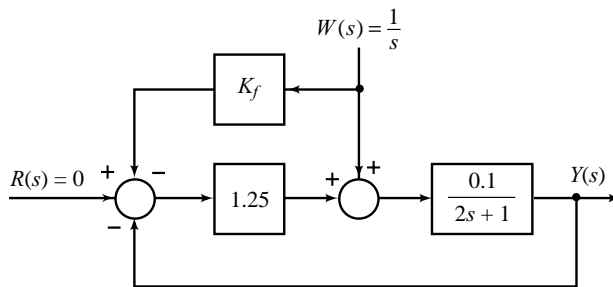 W(s) = 1/s
K_f
R(s) = 0
+
−
−
1.25
+
+
0.1
2s + 1
Y(s)